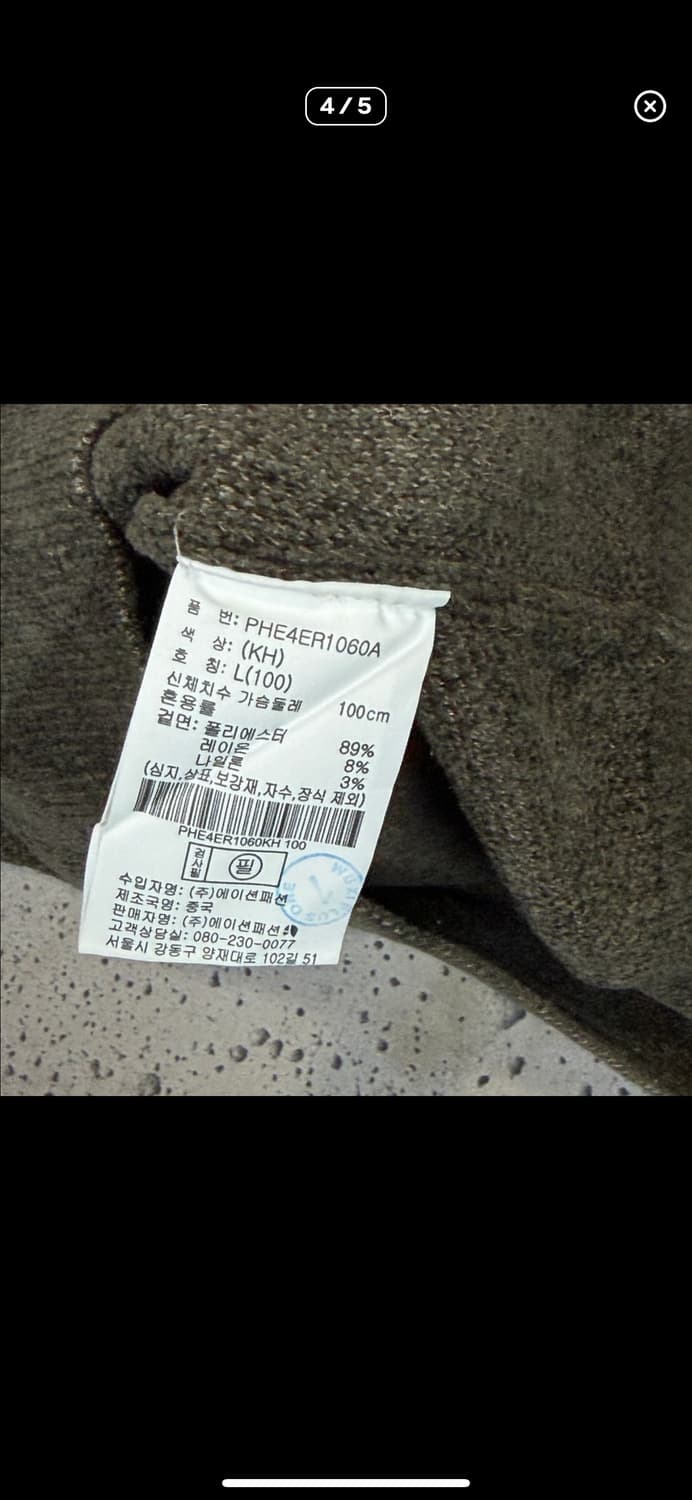 4/5
품 번: PHE4ER1060A
색 상: (KH)
호 칭: L(100)
신체치수 가슴둘레 100cm
혼용률
겉면: 폴리에스터 89%
레이온 8%
나일론 3%
(심지,상표,보강재,자수,장식 제외)
PHE4ER1060KH 100
검사필 필
수입자명: (주)에이션패션
제조국명: 중국
판매자명: (주)에이션패션
고객상담실: 080-230-0077
서울시 강동구 양재대로 102길 51